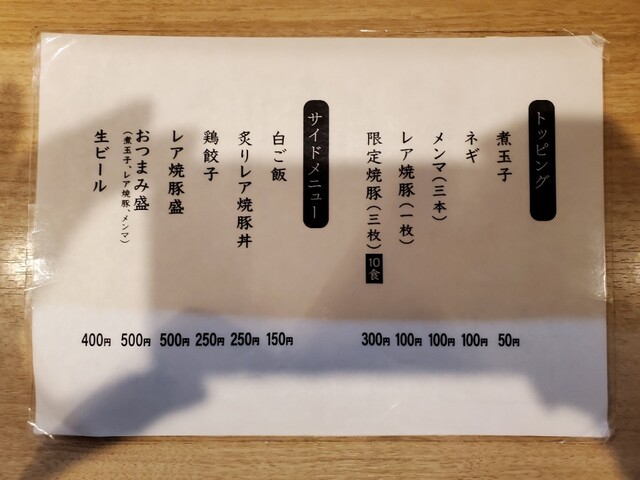 トッピング
煮玉子 50円
ネギ 100円
メンマ(三本) 100円
レア焼豚(一枚) 100円
限定焼豚(三枚) 10食 300円
サイドメニュー
白ご飯 150円
炙りレア焼豚丼 250円
鶏餃子 250円
レア焼豚盛 500円
おつまみ盛 500円
(煮玉子、レア焼豚、メンマ)
生ビール 400円